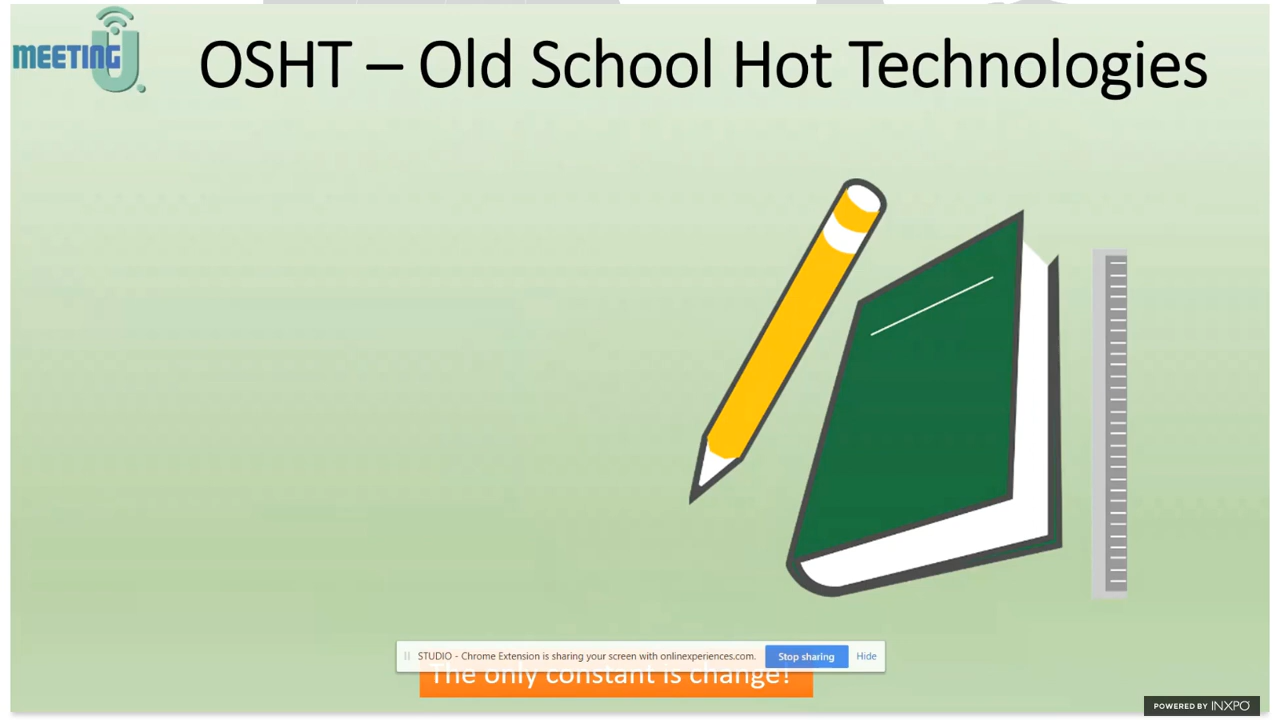 MEETING
U
OSHT – Old School Hot Technologies
STUDIO - Chrome Extension is sharing your screen with onlinexperiences.com.
Stop sharing
Hide
The only constant is change!
POWERED BY INXPO